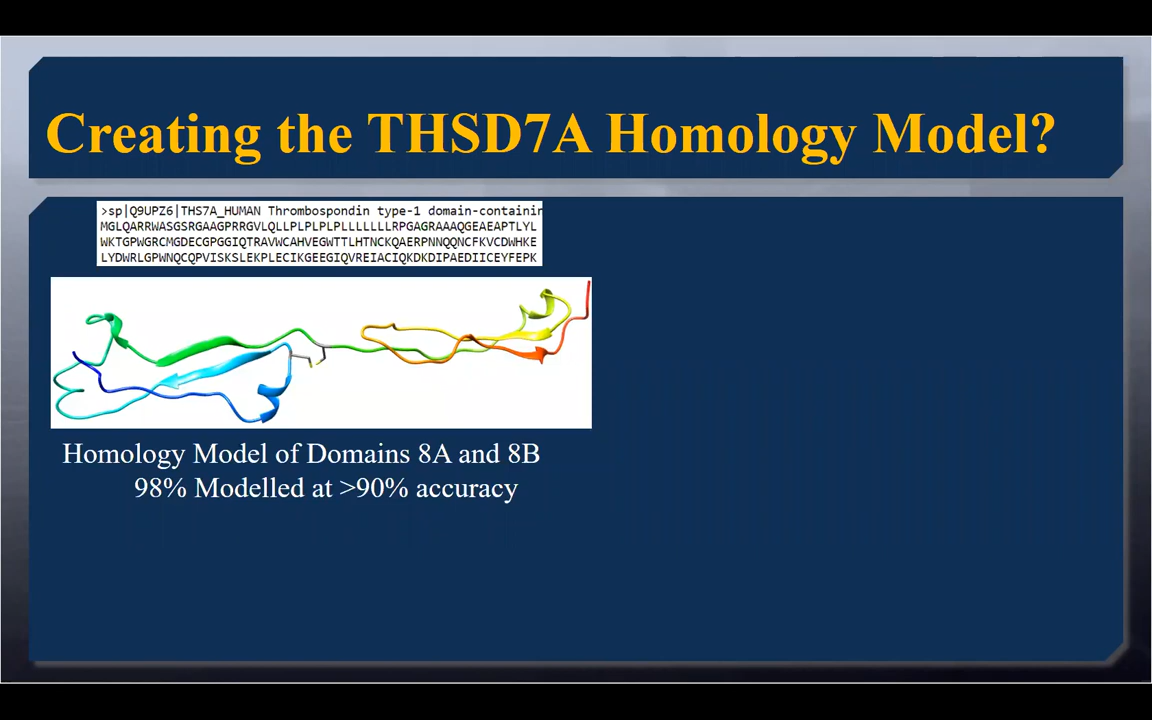 Creating the THSD7A Homology Model?
>sp|Q9UPZ6|THS7A_HUMAN Thrombospondin type-1 domain-containin
MGLQARRWASGSRGAAGPRRGVLQLLPLPLPLPLLLLLLLRPGAGRAAAQGEAEAPTLYL
WKTGPWGRCMGDECGPGGIQTRAVWCAHVEGWTTLHTNCKQAERPNNQQNCFKVCDWHKE
LYDWRLGPWNQCQPVISKSLEKPLECIKGEEGIQVREIACIQKDKDIPAEDIICEYFEPK
Homology Model of Domains 8A and 8B
98% Modelled at >90% accuracy